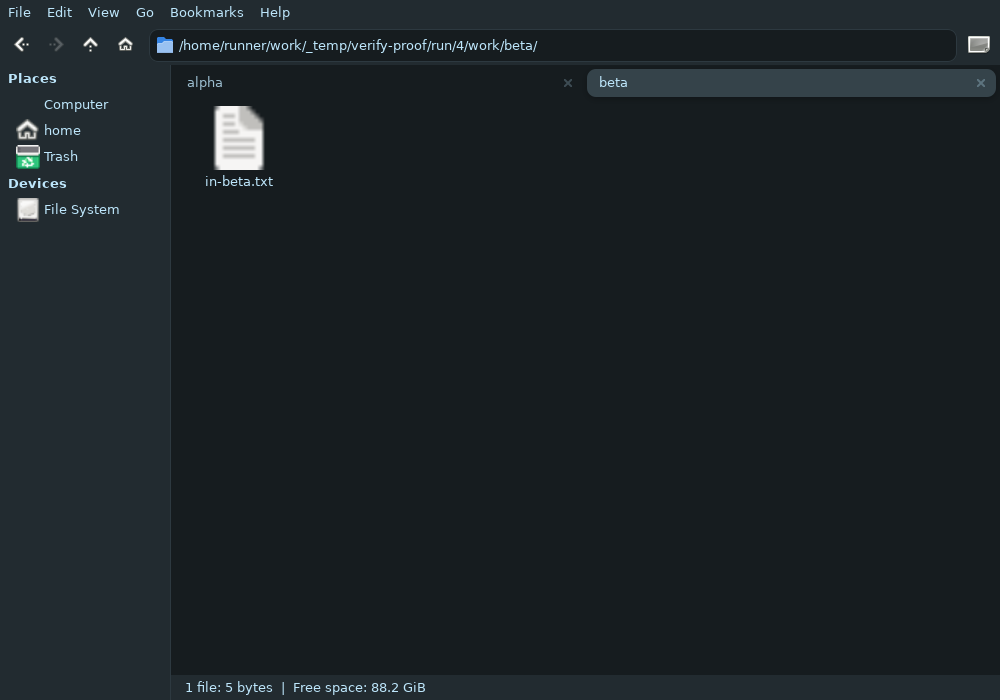 File Edit View Go Bookmarks Help
/home/runner/work/_temp/verify-proof/run/4/work/beta/
Places
Computer
home
Trash
Devices
File System
alpha
beta
in-beta.txt
1 file: 5 bytes | Free space: 88.2 GiB